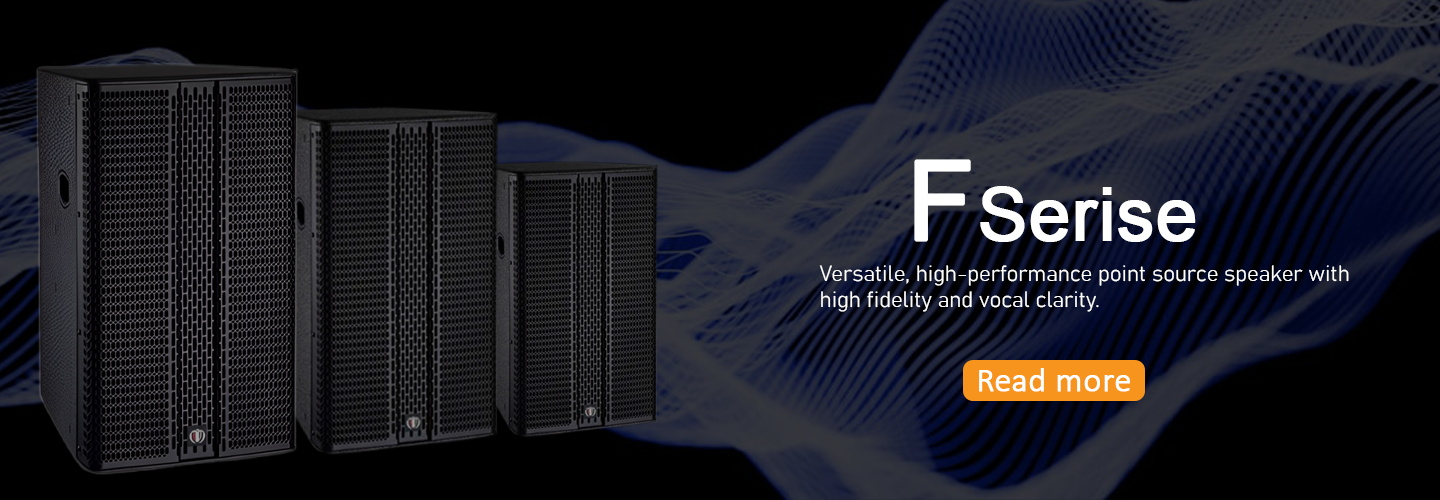 F Serise
Versatile, high-performance point source speaker with
high fidelity and vocal clarity.
Read more